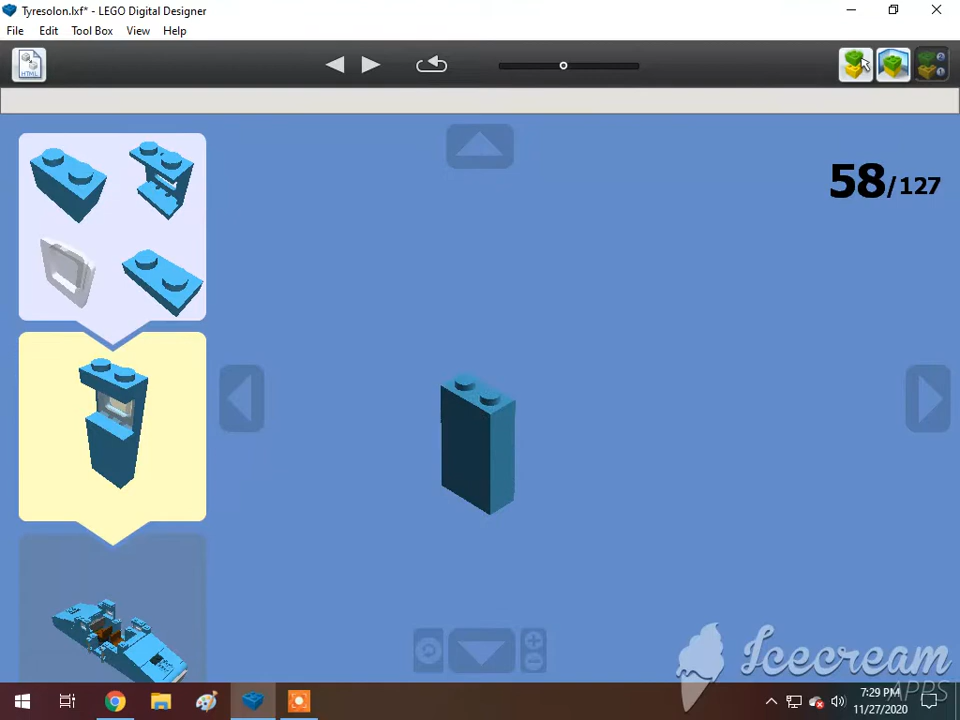 Tyresolon.lxf* - LEGO Digital Designer
File Edit Tool Box View Help
HTML
58/127
Icecream
APPS
7:29 PM
11/27/2020